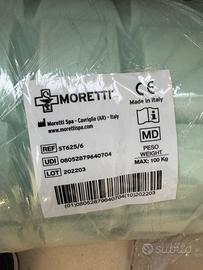 MORETTI
CE
Made in Italy
Moretti Spa - Cavriglia (AR) - Italy
www.morettispa.com
REF ST625/6
MD
UDI 08052879640704
PESO
WEIGHT
MAX: 100 Kg
LOT 202203
(01)08052879640704(10)202203
subito